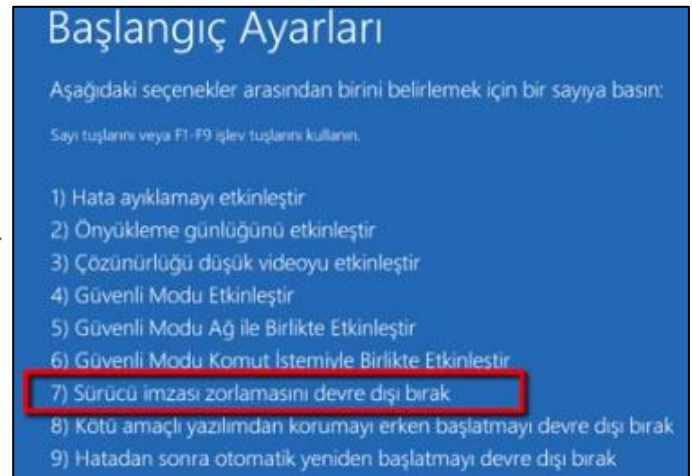 Başlangıç Ayarları
Aşağıdaki seçenekler arasından birini belirlemek için bir sayıya basın:
Sayı tuşlarını veya F1-F9 işlev tuşlarını kullanın.
1) Hata ayıklamayı etkinleştir
2) Önyükleme günlüğünü etkinleştir
3) Çözünürlüğü düşük videoyu etkinleştir
4) Güvenli Modu Etkinleştir
5) Güvenli Modu Ağ ile Birlikte Etkinleştir
6) Güvenli Modu Komut İstemiyle Birlikte Etkinleştir
7) Sürücü imzası zorlamasını devre dışı bırak
8) Kötü amaçlı yazılımdan korumayı erken başlatmayı devre dışı bırak
9) Hatadan sonra otomatik yeniden başlatmayı devre dışı bırak